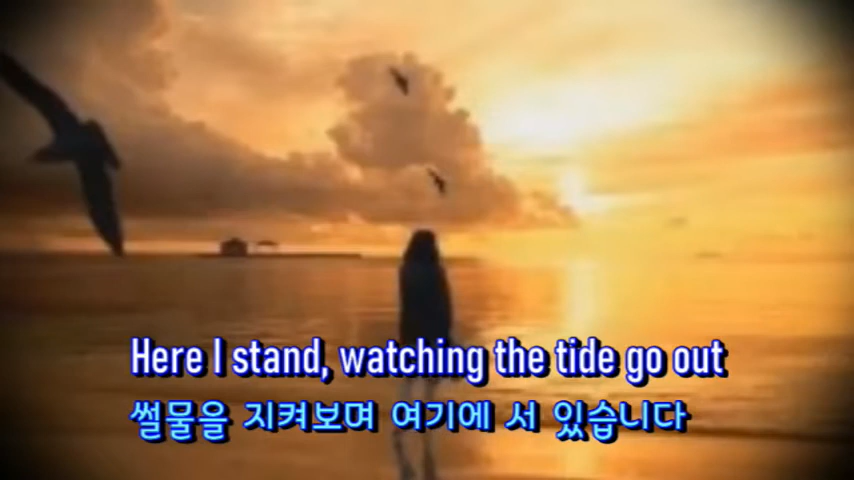 Here I stand, watching the tide go out
썰물을 지켜보며 여기에 서 있습니다